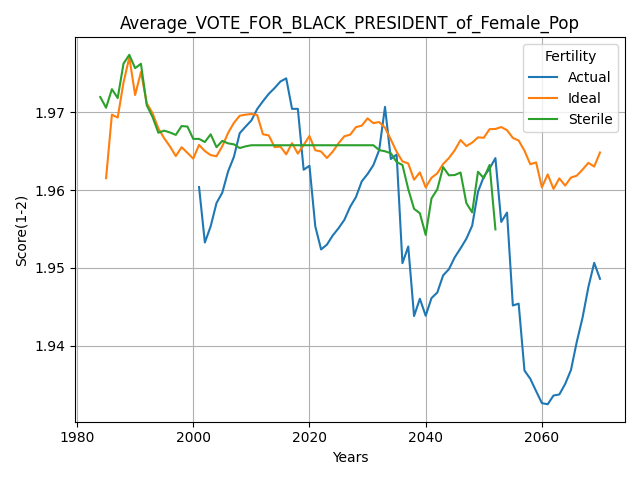 Average_VOTE_FOR_BLACK_PRESIDENT_of_Female_Pop
Fertility
Actual
Ideal
Sterile
Score(1-2)
1.97
1.96
1.95
1.94
1980 2000 2020 2040 2060
Years